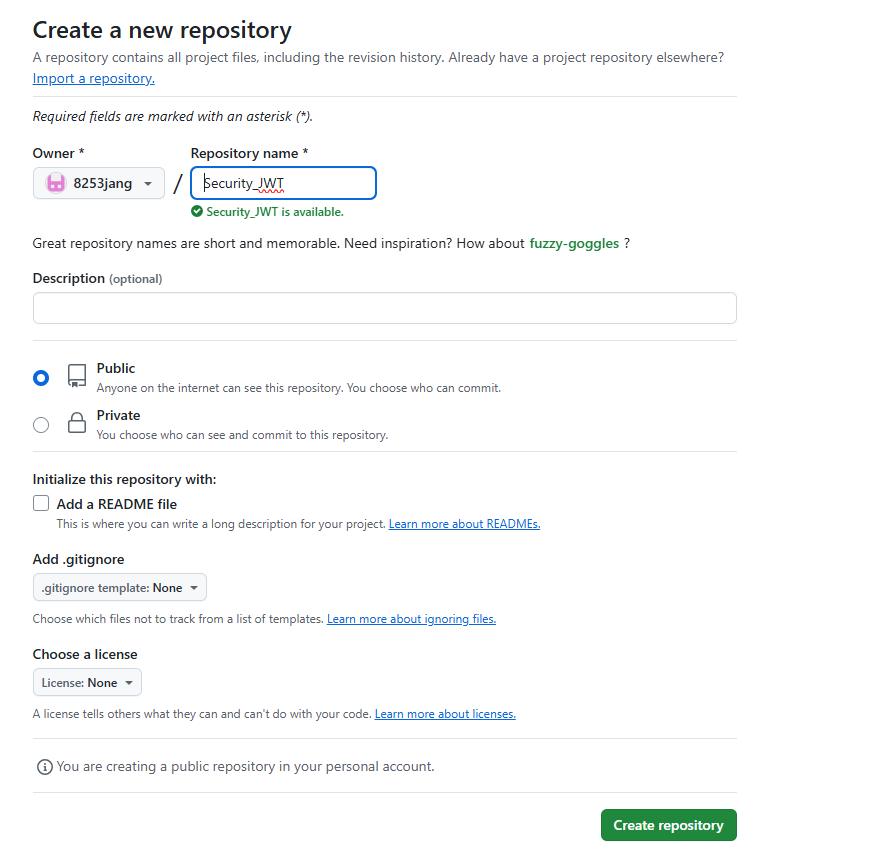 Create a new repository
A repository contains all project files, including the revision history. Already have a project repository elsewhere?
Import a repository.
Required fields are marked with an asterisk (*).
Owner * Repository name *
8253jang / Security_JWT
Security_JWT is available.
Great repository names are short and memorable. Need inspiration? How about fuzzy-goggles ?
Description (optional)
Public
Anyone on the internet can see this repository. You choose who can commit.
Private
You choose who can see and commit to this repository.
Initialize this repository with:
Add a README file
This is where you can write a long description for your project. Learn more about READMEs.
Add .gitignore
.gitignore template: None
Choose which files not to track from a list of templates. Learn more about ignoring files.
Choose a license
License: None
A license tells others what they can and can't do with your code. Learn more about licenses.
You are creating a public repository in your personal account.
Create repository